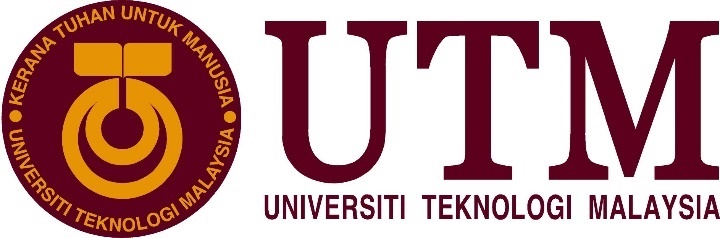 KERANA TUHAN UNTUK MANUSIA
UNIVERSITI TEKNOLOGI MALAYSIA
UTM
UNIVERSITI TEKNOLOGI MALAYSIA